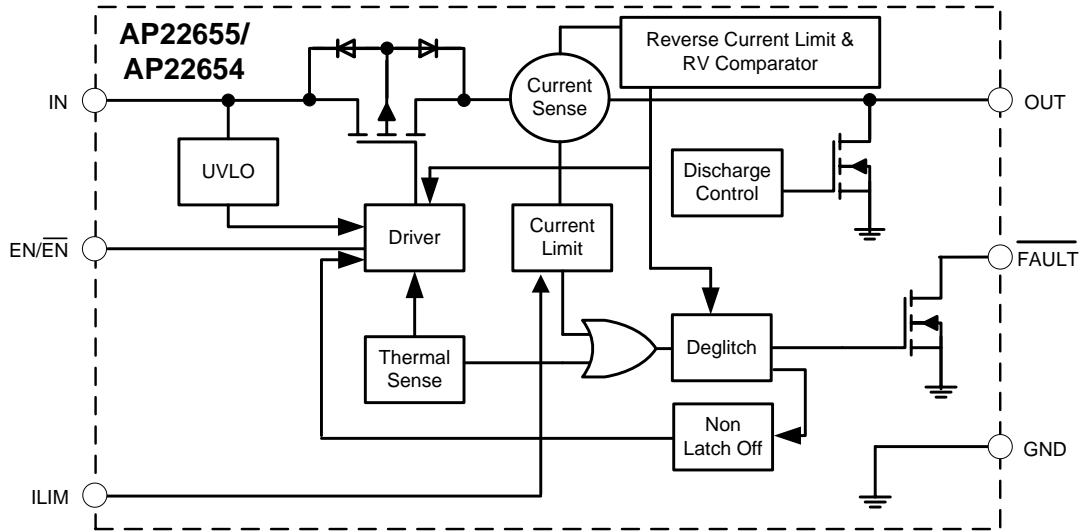 AP22655/
AP22654
Reverse Current Limit &
RV Comparator
IN
Current
Sense
OUT
UVLO
Discharge
Control
EN/EN
Driver
Current
Limit
FAULT
Thermal
Sense
Deglitch
Non
Latch Off
GND
ILIM